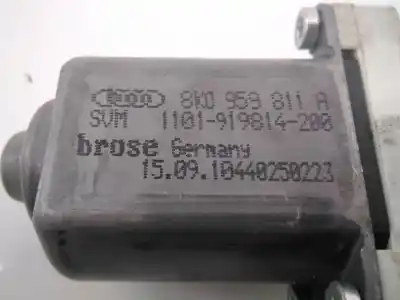 8K0 959 811 A
SVM 1101-919814-200
brose Germany
15.09.10440250223